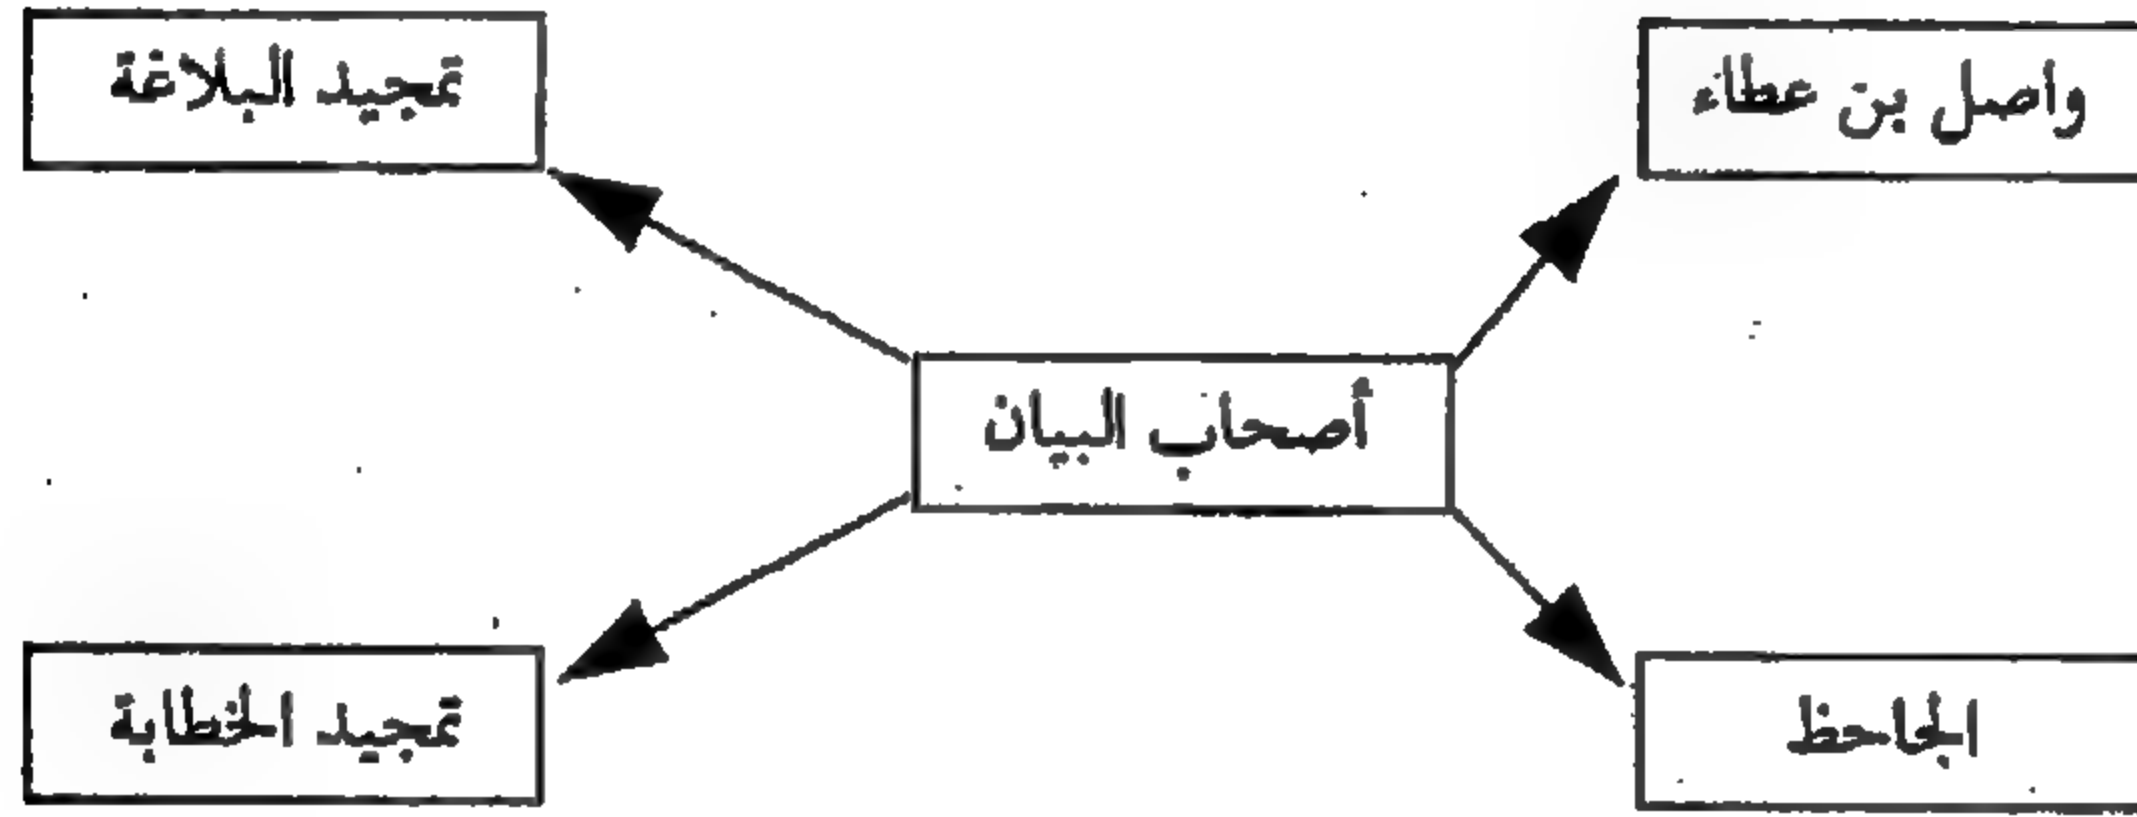 واصل بن عطاء
تمجيد البلاغة
أصحاب البيان
الجاحظ
تمجيد الخطابة